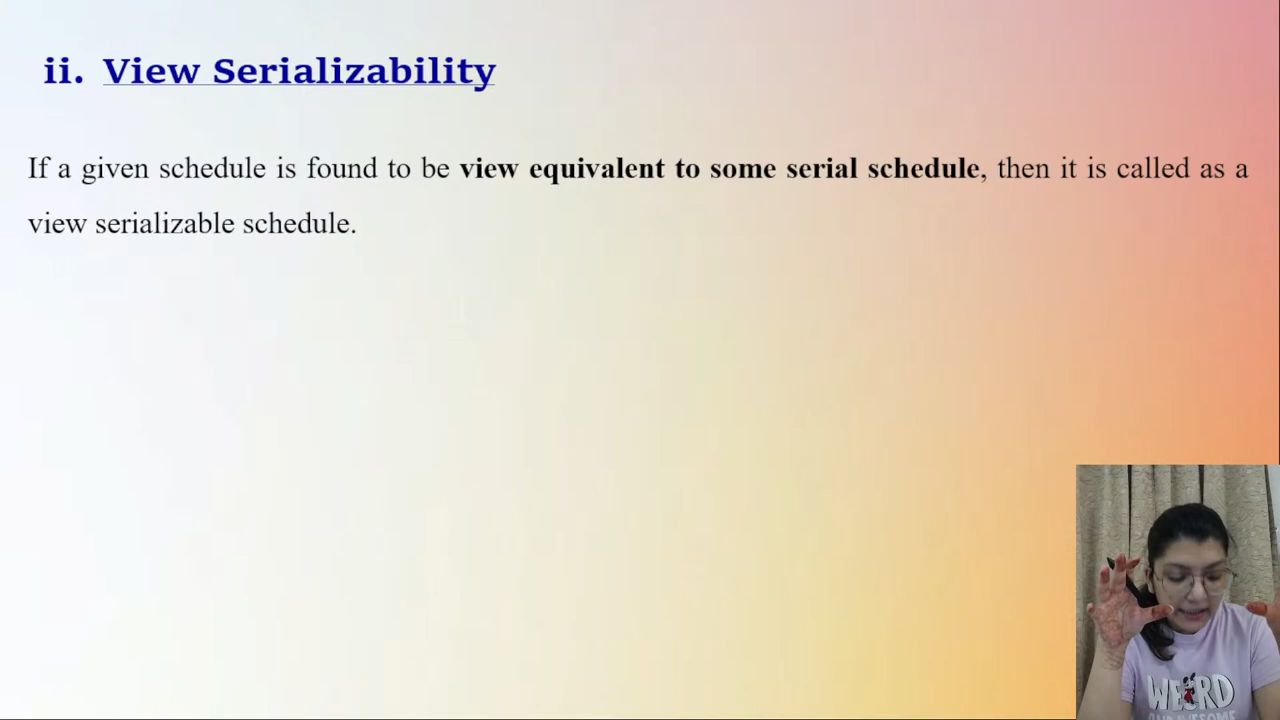 ii. View Serializability
If a given schedule is found to be view equivalent to some serial schedule, then it is called as a
view serializable schedule.
WEIRD